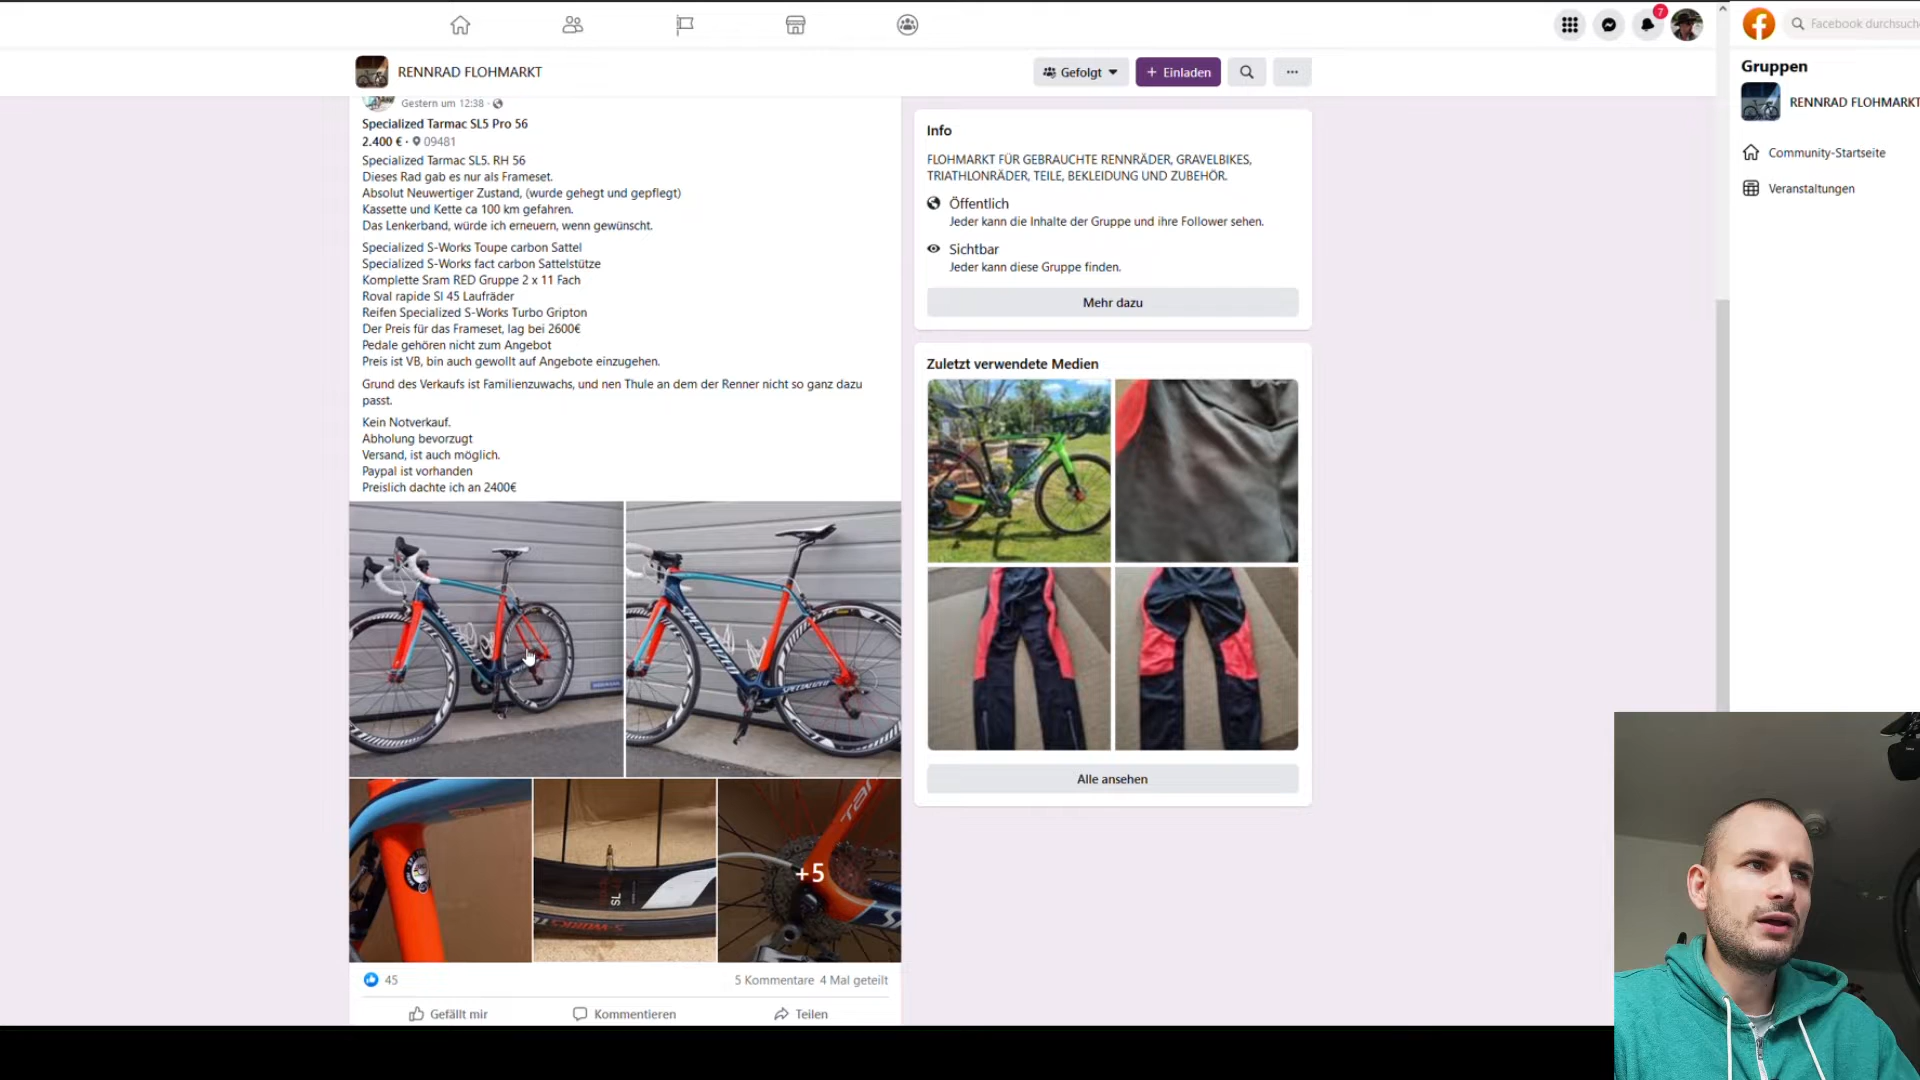 7
Facebook durchsuche
RENNRAD FLOHMARKT
Gefolgt
+ Einladen
...
Gruppen
RENNRAD FLOHMARKT
Community-Startseite
Veranstaltungen
Gestern um 12:38 ·
Specialized Tarmac SL5 Pro 56
2.400 € · 09481
Specialized Tarmac SL5. RH 56
Dieses Rad gab es nur als Frameset.
Absolut Neuwertiger Zustand, (wurde gehegt und gepflegt)
Kassette und Kette ca 100 km gefahren.
Das Lenkerband, würde ich erneuern, wenn gewünscht.
Specialized S-Works Toupe carbon Sattel
Specialized S-Works fact carbon Sattelstütze
Komplette Sram RED Gruppe 2 x 11 Fach
Roval rapide Sl 45 Laufräder
Reifen Specialized S-Works Turbo Gripton
Der Preis für das Frameset, lag bei 2600€
Pedale gehören nicht zum Angebot
Preis ist VB, bin auch gewollt auf Angebote einzugehen.
Grund des Verkaufs ist Familienzuwachs, und nen Thule an dem der Renner nicht so ganz dazu
passt.
Kein Notverkauf.
Abholung bevorzugt
Versand, ist auch möglich.
Paypal ist vorhanden
Preislich dachte ich an 2400€
SPECIALIZED
SPECIALIZED
SPECIALIZED
SL
S-WORKS
TAR
+5
45
5 Kommentare 4 Mal geteilt
Gefällt mir
Kommentieren
Teilen
Info
FLOHMARKT FÜR GEBRAUCHTE RENNRÄDER, GRAVELBIKES,
TRIATHLONRÄDER, TEILE, BEKLEIDUNG UND ZUBEHÖR.
Öffentlich
Jeder kann die Inhalte der Gruppe und ihre Follower sehen.
Sichtbar
Jeder kann diese Gruppe finden.
Mehr dazu
Zuletzt verwendete Medien
Alle ansehen